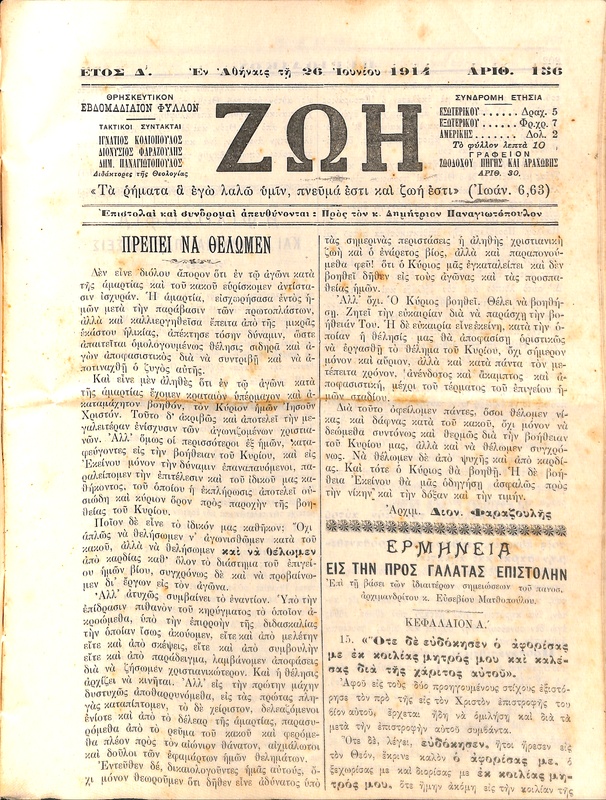 ΕΤΟΣ Δ΄. Ἐν Ἀθήναις τῇ 26 Ἰουνίου 1914 ΑΡΙΘ. 136
ΘΡΗΣΚΕΥΤΙΚΟΝ
ΕΒΔΟΜΑΔΙΑΙΟΝ ΦΥΛΛΟΝ
ΤΑΚΤΙΚΟΙ ΣΥΝΤΑΚΤΑΙ
ΙΓΝΑΤΙΟΣ ΚΟΛΙΟΠΟΥΛΟΣ
ΔΙΟΝΥΣΙΟΣ ΦΑΡΑΖΟΥΛΗΣ
ΔΗΜ. ΠΑΝΑΓΙΩΤΟΠΟΥΛΟΣ
Διδάκτορες τῆς Θεολογίας
ΖΩΗ
ΣΥΝΔΡΟΜΗ ΕΤΗΣΙΑ
ΕΣΩΤΕΡΙΚΟΥ...... Δραχ. 5
ΕΞΩΤΕΡΙΚΟΥ...... Φρ.χρ. 7
ΑΜΕΡΙΚΗΣ....... Δολ. 2
Τὸ φύλλον λεπτὰ 10
ΓΡΑΦΕΙΟΝ
ΖΩΟΔΟΧΟΥ ΠΗΓΗΣ ΚΑΙ ΑΡΑΧΩΒΗΣ
ΑΡΙΘ. 30.
«Τὰ ῥήματα ἃ ἐγὼ λαλῶ ὑμῖν, πνεῦμά ἐστι καὶ ζωή ἐστι» (Ἰοάν. 6,63)
Ἐπιστολαὶ καὶ συνδρομαὶ ἀπευθύνονται : Πρὸς τὸν κ. Δημήτριον Παναγιωτόπουλον
ΠΡΕΠΕΙ ΝΑ ΘΕΛΩΜΕΝ
Δὲν εἶνε διόλου ἄπορον ὅτι ἐν τῷ ἀγῶνι κατὰ
τῆς ἁμαρτίας καὶ τοῦ κακοῦ εὑρίσκομεν ἀντίστα-
σιν ἰσχυράν. Ἡ ἁμαρτία, εἰσχωρήσασα ἐντὸς ἡ-
μῶν μετὰ τὴν παράβασιν τῶν πρωτοπλάστων,
ἀλλὰ καὶ καλλιεργηθεῖσα ἔπειτα ἀπὸ τῆς μικρᾶς
ἑκάστου ἡλικίας, ἀπέκτησε τόσην δύναμιν, ὥστε
ἀπαιτεῖται ὁμολογουμένως θέλησις σιδηρᾶ καὶ ἀ-
γὼν ἀποφασιστικὸς διὰ νὰ συντριβῇ καὶ νὰ ἀ-
ποτιναχθῇ ὁ ζυγὸς αὐτῆς.
Καὶ εἶνε μὲν ἀληθὲς ὅτι ἐν τῷ ἀγῶνι κατὰ
τῆς ἁμαρτίας ἔχομεν κραταιὸν ὑπέρμαχον καὶ ἀ-
καταμάχητον βοηθόν, τὸν Κύριον ἡμῶν Ἰησοῦν
Χριστόν. Τοῦτο δ' ἀκριβῶς καὶ ἀποτελεῖ τὴν με-
γαλειτέραν ἐνίσχυσιν τῶν ἀγωνιζομένων χριστια-
νῶν. Ἀλλ' ὅμως οἱ περισσότεροι ἐξ ἡμῶν, κατα-
φεύγοντες εἰς τὴν βοήθειαν τοῦ Κυρίου, καὶ εἰς
Ἐκείνου μόνον τὴν δύναμιν ἐπαναπαυόμενοι, πα-
ραλείπομεν τὴν ἐπιτέλεσιν καὶ τοῦ ἰδικοῦ μας κα-
θήκοντος, τοῦ ὁποίου ἡ ἐκπλήρωσις ἀποτελεῖ οὐ-
σιώδη καὶ κύριον ὅρον πρὸς παροχὴν τῆς βοη-
θείας τοῦ Κυρίου.
Ποῖον δὲ εἶνε τὸ ἰδικόν μας καθῆκον; Ὄχι
ἁπλῶς νὰ θελήσωμεν ν' ἀγωνισθῶμεν κατὰ τοῦ
κακοῦ, ἀλλὰ νὰ θελήσωμεν καὶ νὰ θέλωμεν
ἀπὸ καρδίας καθ' ὅλον τὸ διάστημα τοῦ ἐπιγεί-
ου ἡμῶν βίου, συγχρόνως δὲ καὶ νὰ προβαίνω-
μεν δι' ἔργων εἰς τὸν ἀγῶνα.
Ἀλλ' ἀτυχῶς συμβαίνει τὸ ἐναντίον. Ὑπὸ τὴν
ἐπίδρασιν πιθανὸν τοῦ κηρύγματος τὸ ὁποῖον ἀ-
κροώμεθα, ὑπὸ τὴν ἐπιρροὴν τῆς διδασκαλίας
τὴν ὁποίαν ἴσως ἀκούομεν, εἴτε καὶ ἀπὸ μελέτην
εἴτε καὶ ἀπὸ σκέψεις, εἴτε καὶ ἀπὸ συμβουλὴν
εἴτε καὶ ἀπὸ παράδειγμα, λαμβάνομεν ἀποφάσεις
διὰ νὰ ζήσωμεν χριστιανικώτερον. Καὶ ἡ θέλησις
ἀρχίζει νὰ κινῆται. Ἀλλ' εἰς τὴν πρώτην μάχην
δυστυχῶς ἀποθαρρυνόμεθα, εἰς τὰς πρώτας πλη-
γὰς καταπίπτομεν, τὸ δὲ χείριστον. δελεαζόμενοι
ἐνίοτε καὶ ἀπὸ τὸ δέλεαρ τῆς ἁμαρτίας, παρασυ-
ρόμεθα ἀπὸ τὸ ρεῦμα τοῦ κακοῦ καὶ φερόμε-
θα πλέον πρὸς τὸν αἰώνιον θάνατον, αἰχμάλωτοι
καὶ δοῦλοι τῶν ἐφαμάρτων ἡμῶν θελημάτων.
Ἐντεῦθεν δέ, δικαιολογοῦντες ἡμᾶς αὐτούς, ὄ-
χι μόνον θεωροῦμεν ὅτι δῆθεν εἶνε ἀδύνατος ὑπὸ
τὰς σημερινὰς περιστάσεις ἡ ἀληθὴς χριστιανικὴ
ζωὴ καὶ ὁ ἐνάρετος βίος, ἀλλὰ καὶ παραπονού-
μεθα φεῦ! ὅτι ὁ Κύριος μᾶς ἐγκαταλείπει καὶ δὲν
βοηθεῖ δῆθεν εἰς τοὺς ἀγῶνας καὶ τὰς προσπα-
θείας ἡμῶν.
Ἀλλ' ὄχι. Ὁ Κύριος βοηθεῖ. Θέλει νὰ βοηθή-
σῃ. Ζητεῖ τὴν εὐκαιρίαν διὰ νὰ παράσχῃ τὴν βο-
ήθειάν Του. Ἡ δὲ εὐκαιρία εἶνε ἐκείνη, κατὰ τὴν ὁ-
ποίαν ἡ θέλησίς μας θὰ ἀποφασίσῃ ὁριστικῶς
νὰ ἐργασθῇ τὸ θέλημα τοῦ Κυρίου, ὄχι σήμερον
μόνον καὶ αὔριον, ἀλλὰ καὶ κατὰ πάντα τὸν με-
τέπειτα χρόνον, ἀνένδοτος καὶ ἄκαμπτος καὶ ἀ-
ποφασιστική, μέχρι τοῦ τέρματος τοῦ ἐπιγείου ἡ-
μῶν σταδίου.
Διὰ τοῦτο ὀφείλομεν πάντες, ὅσοι θέλομεν νί-
κας καὶ δάφνας κατὰ τοῦ κακοῦ, ὄχι μόνον νὰ
δεώμεθα συντόνως καὶ θερμῶς διὰ τὴν βοήθειαν
τοῦ Κυρίου μας, ἀλλὰ καὶ νὰ θέλωμεν συγχρό-
νως. Νὰ θέλωμεν δὲ ἀπὸ ψυχῆς καὶ ἀπὸ καρδί-
ας. Καὶ τότε ὁ Κύριος θὰ βοηθῇ. Ἡ δὲ βοή-
θεια Ἐκείνου θὰ μᾶς ὁδηγήσῃ ἀσφαλῶς πρὸς
τὴν νίκην καὶ τὴν δόξαν καὶ τὴν τιμήν.
Ἀρχιμ. Διον. Φαραζουλῆς
ΕΡΜΗΝΕΙΑ
ΕΙΣ ΤΗΝ ΠΡΟΣ ΓΑΛΑΤΑΣ ΕΠΙΣΤΟΛΗΝ
Ἐπὶ τῇ βάσει τῶν ἰδιαιτέρων σημειώσεων τοῦ πανοσ.
ἀρχιμανδρίτου κ. Εὐσεβίου Ματθοπούλου.
ΚΕΦΑΛΑΙΟΝ Α.΄
15. «Ὅτε δὲ εὐδόκησεν ὁ ἀφορίσας
με ἐκ κοιλίας μητρός μου καὶ καλέ-
σας διὰ τῆς χάριτος αὐτοῦ».
Ἀφοῦ εἰς τοὺς δύο προηγουμένους στίχους ἐξιστό-
ρησε τὸν πρὸ τῆς εἰς τὸν Χριστὸν ἐπιστροφῆς του
βίον αὐτοῦ, ἔρχεται ἤδη νὰ ὁμιλήσῃ καὶ διὰ τὰ
μετὰ τὴν ἐπιστροφὴν αὐτοῦ συμβάντα.
Ὅτε δέ, λέγει, εὐδόκησεν. ἤτοι ἤρεσεν εἰς
τὸν Θεόν, ἔκρινε καλὸν ὁ ἀφορίσας με, ὁ
ξεχωρίσας με καὶ διορίσας με ἐκ κοιλίας μη-
τρός μου. ὅτε ἤμην ἀκόμη εἰς τὴν κοιλίαν τῆς